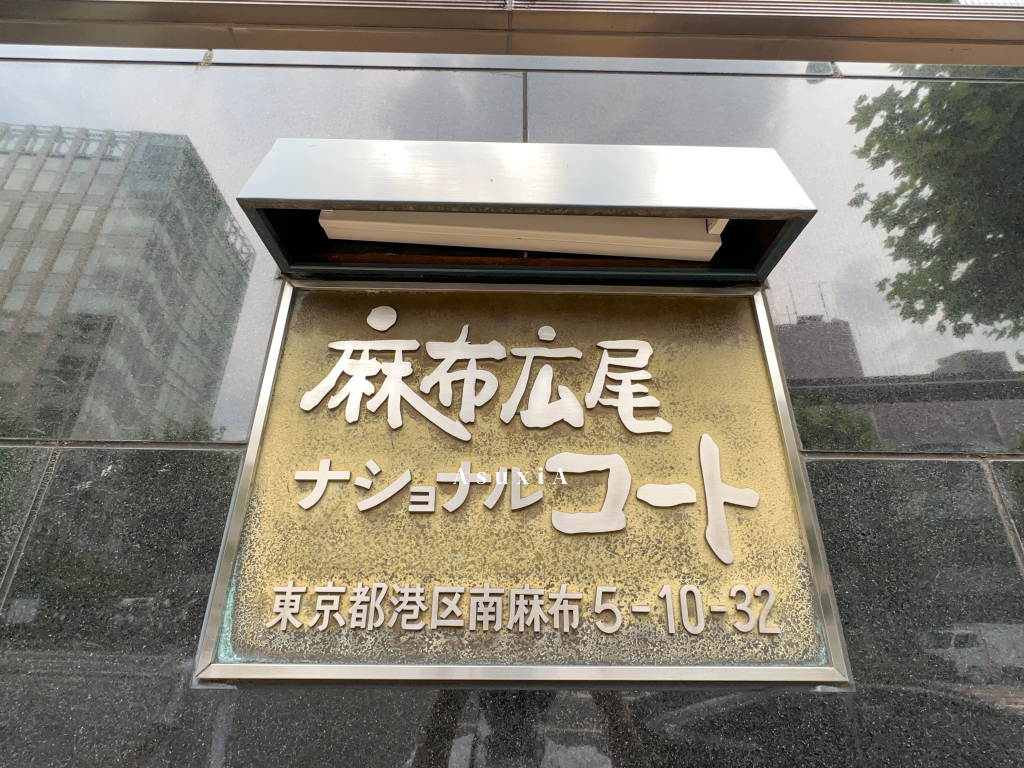 麻布広尾
ナショナルコート
AsuxiA
東京都港区南麻布5-10-32